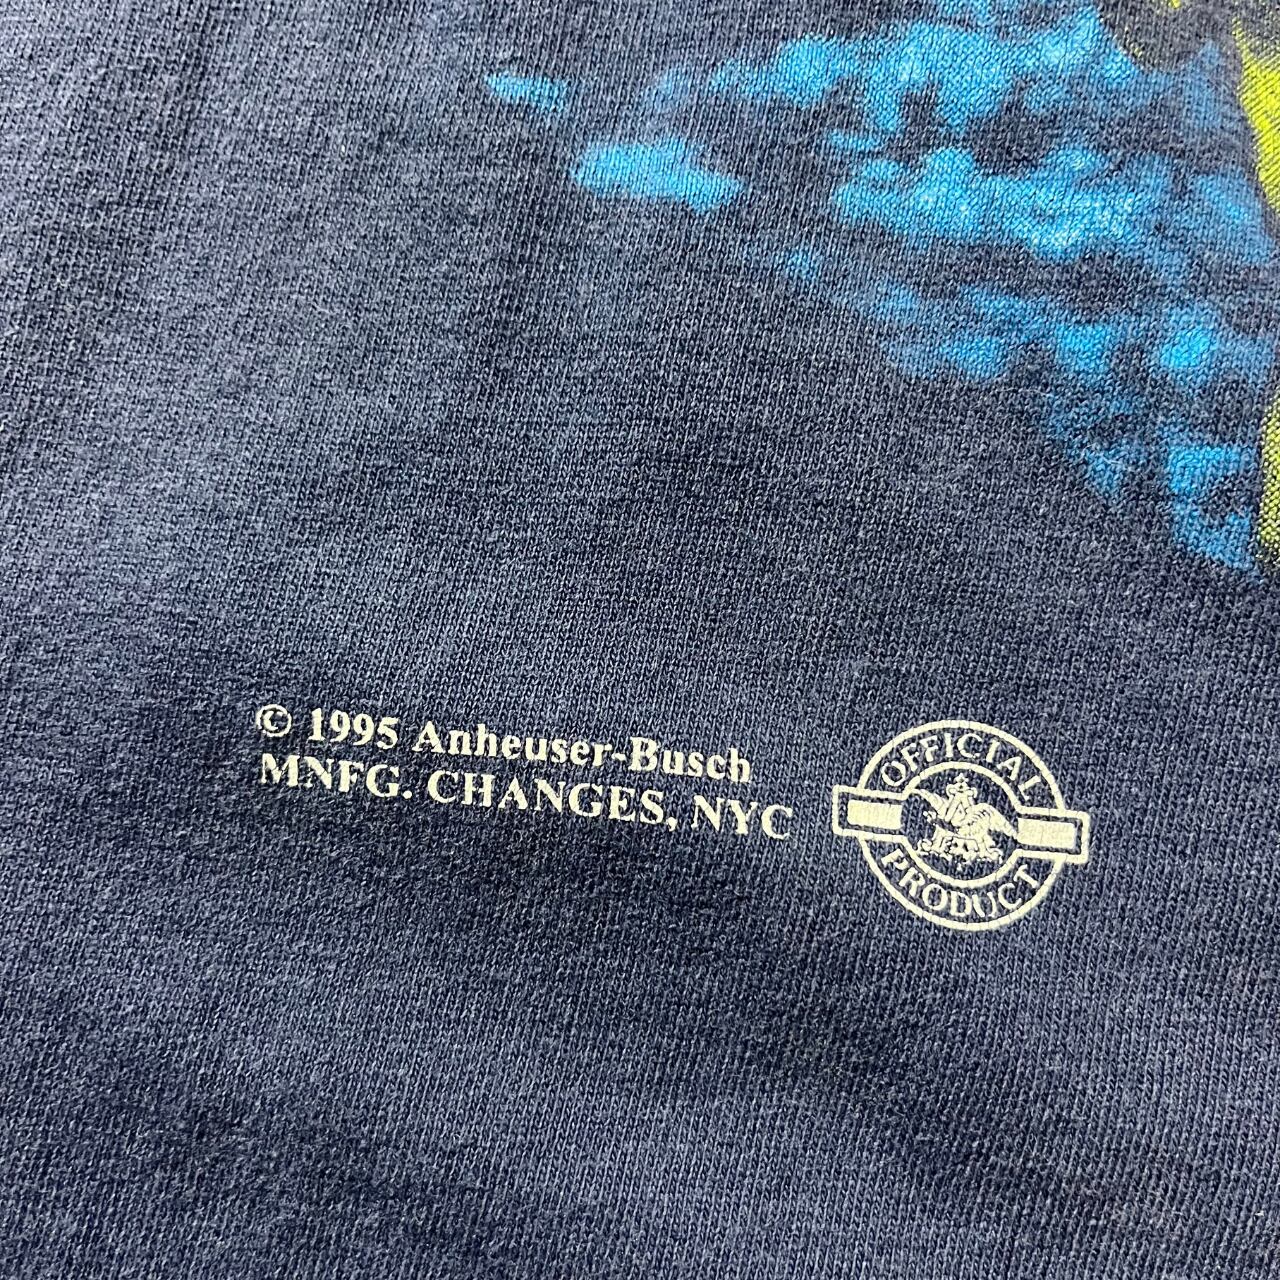 © 1995 Anheuser-Busch
MNFG. CHANGES, NYC
OFFICIAL
PRODUCT